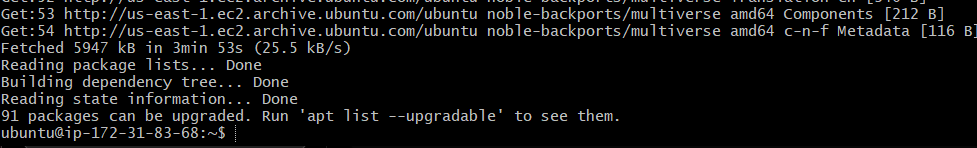 Get:53 http://us-east-1.ec2.archive.ubuntu.com/ubuntu noble-backports/multiverse amd64 Components [212 B]
Get:54 http://us-east-1.ec2.archive.ubuntu.com/ubuntu noble-backports/multiverse amd64 c-n-f Metadata [116 B]
Fetched 5947 kB in 3min 53s (25.5 kB/s)
Reading package lists... Done
Building dependency tree... Done
Reading state information... Done
91 packages can be upgraded. Run 'apt list --upgradable' to see them.
ubuntu@ip-172-31-83-68:~$